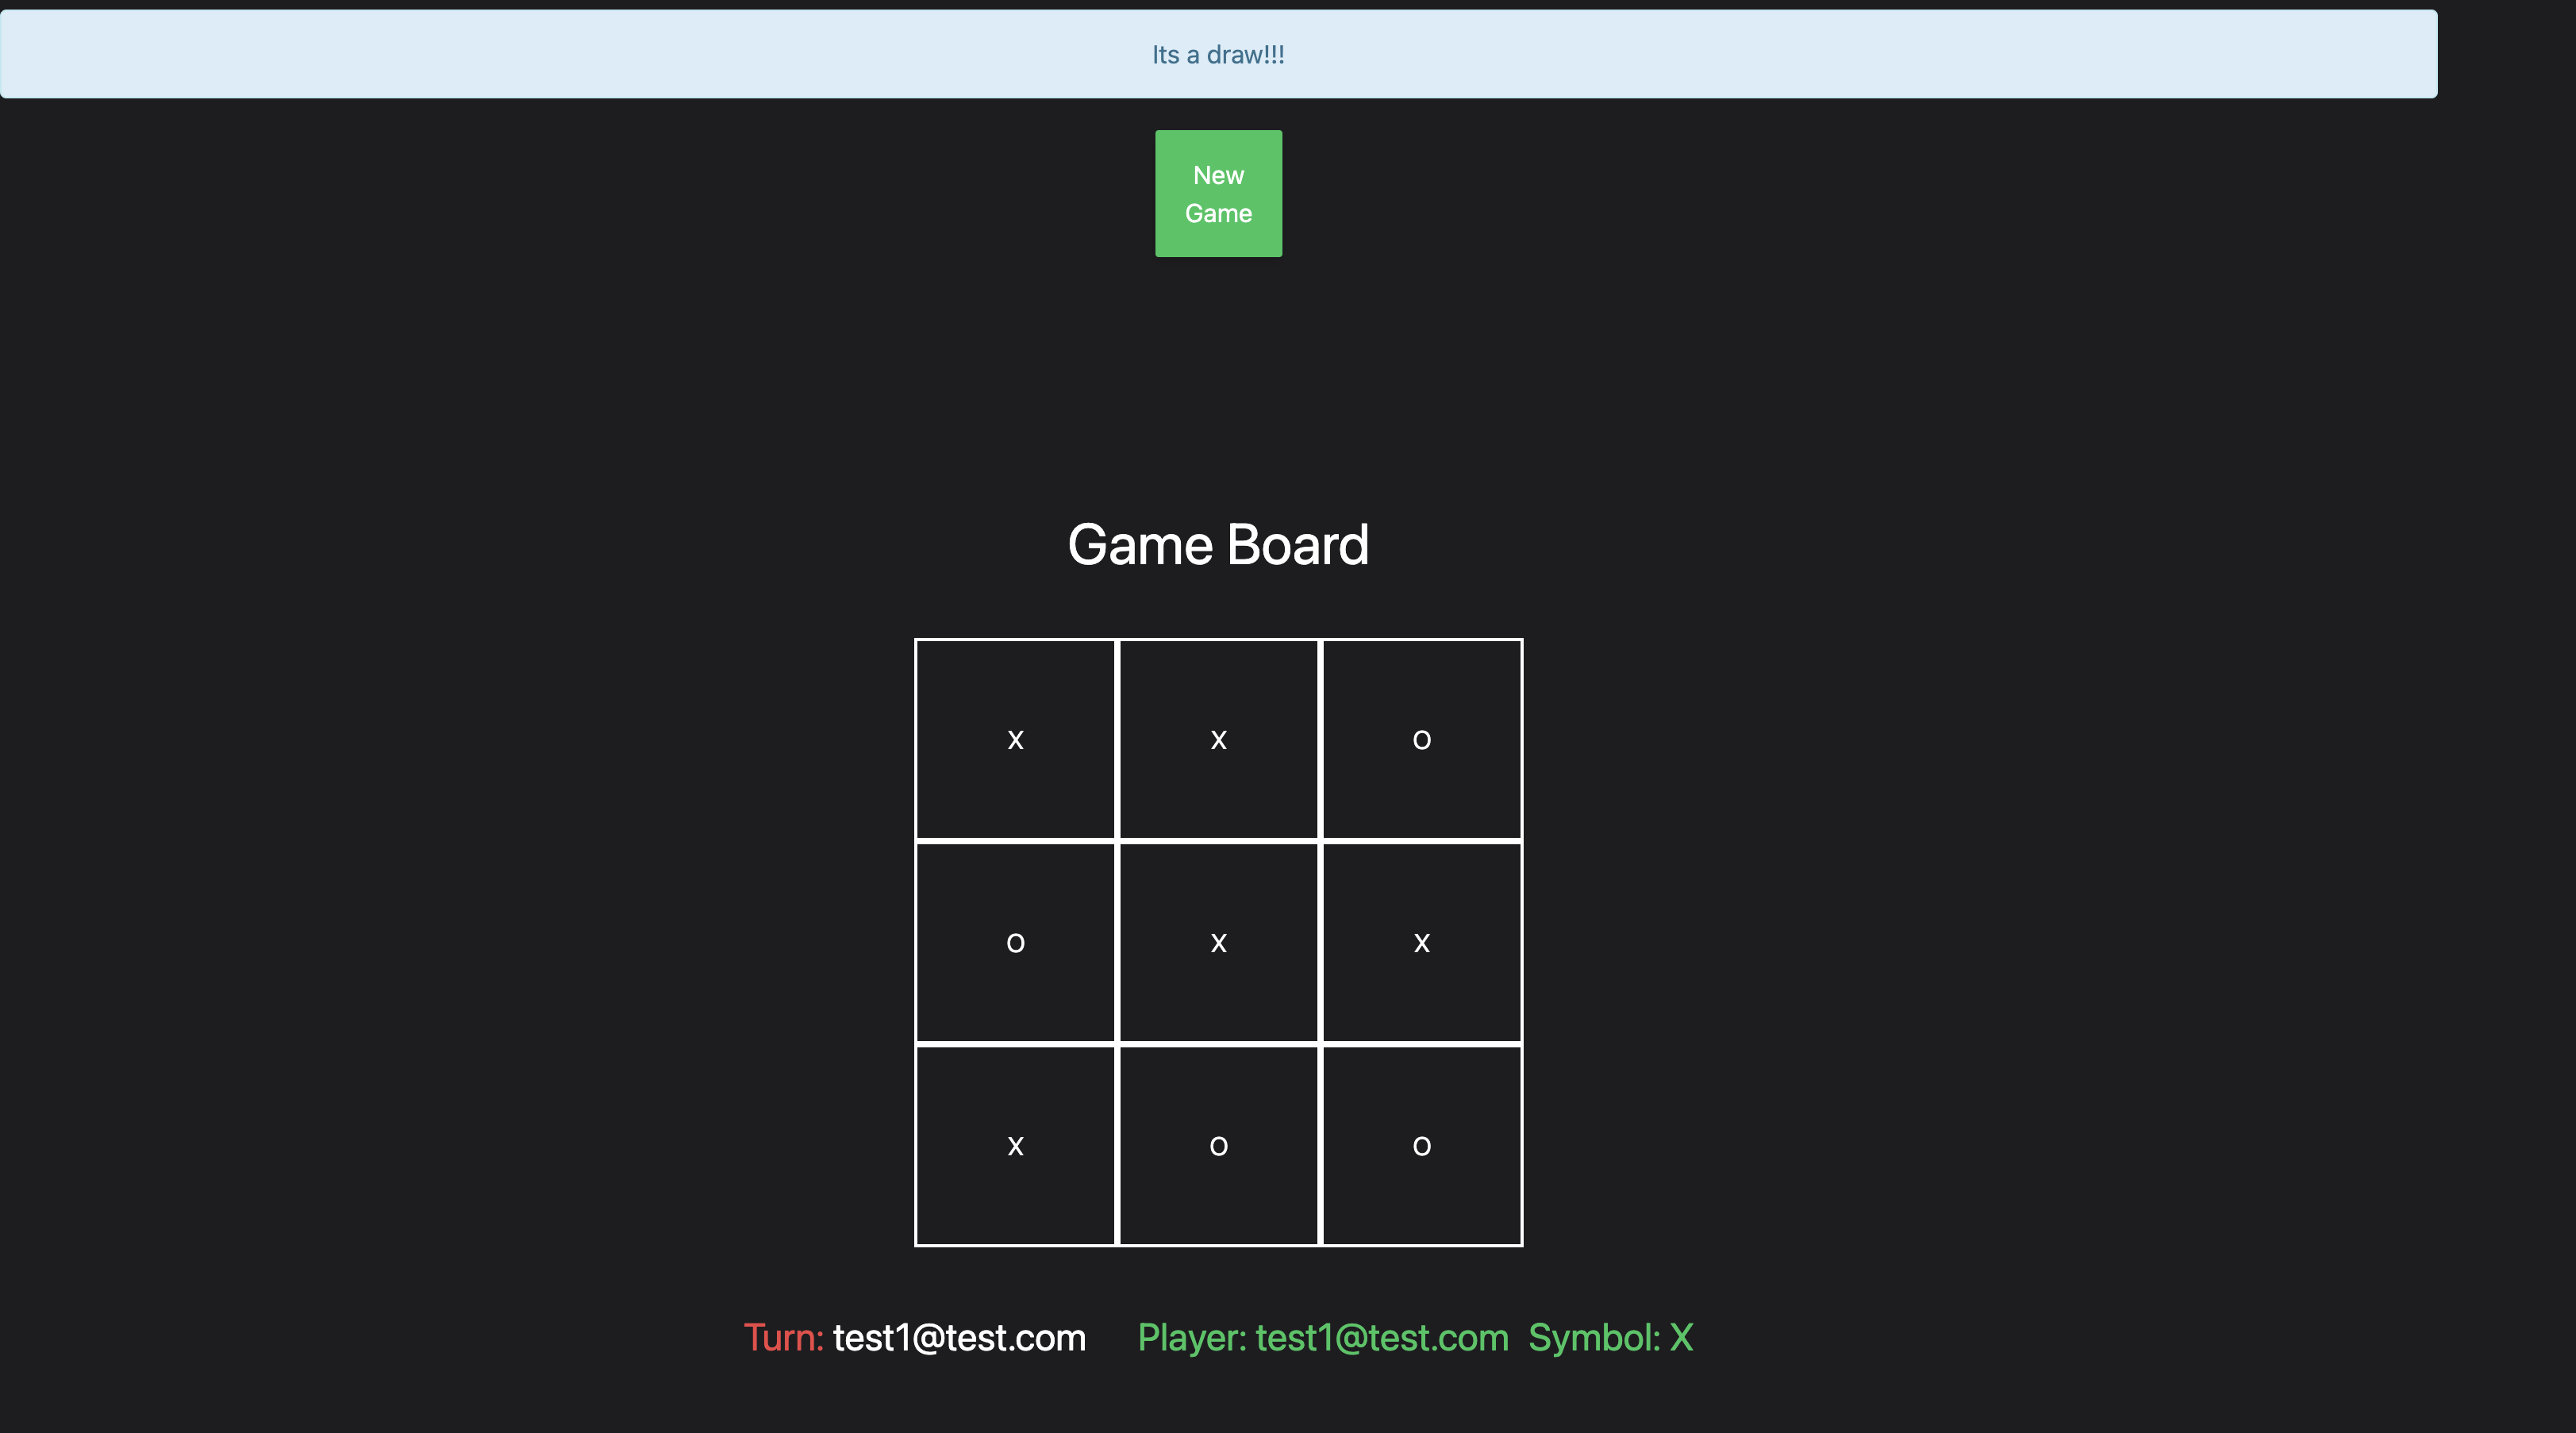 Its a draw!!!
New
Game
Game Board
x x o
o x x
x o o
Turn: test1@test.com Player: test1@test.com Symbol: X